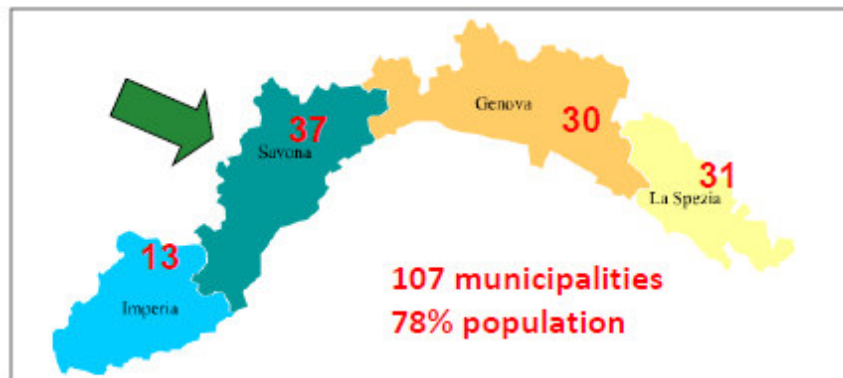 37
Savona
Genova
30
31
La Spezia
13
Imperia
107 municipalities
78% population